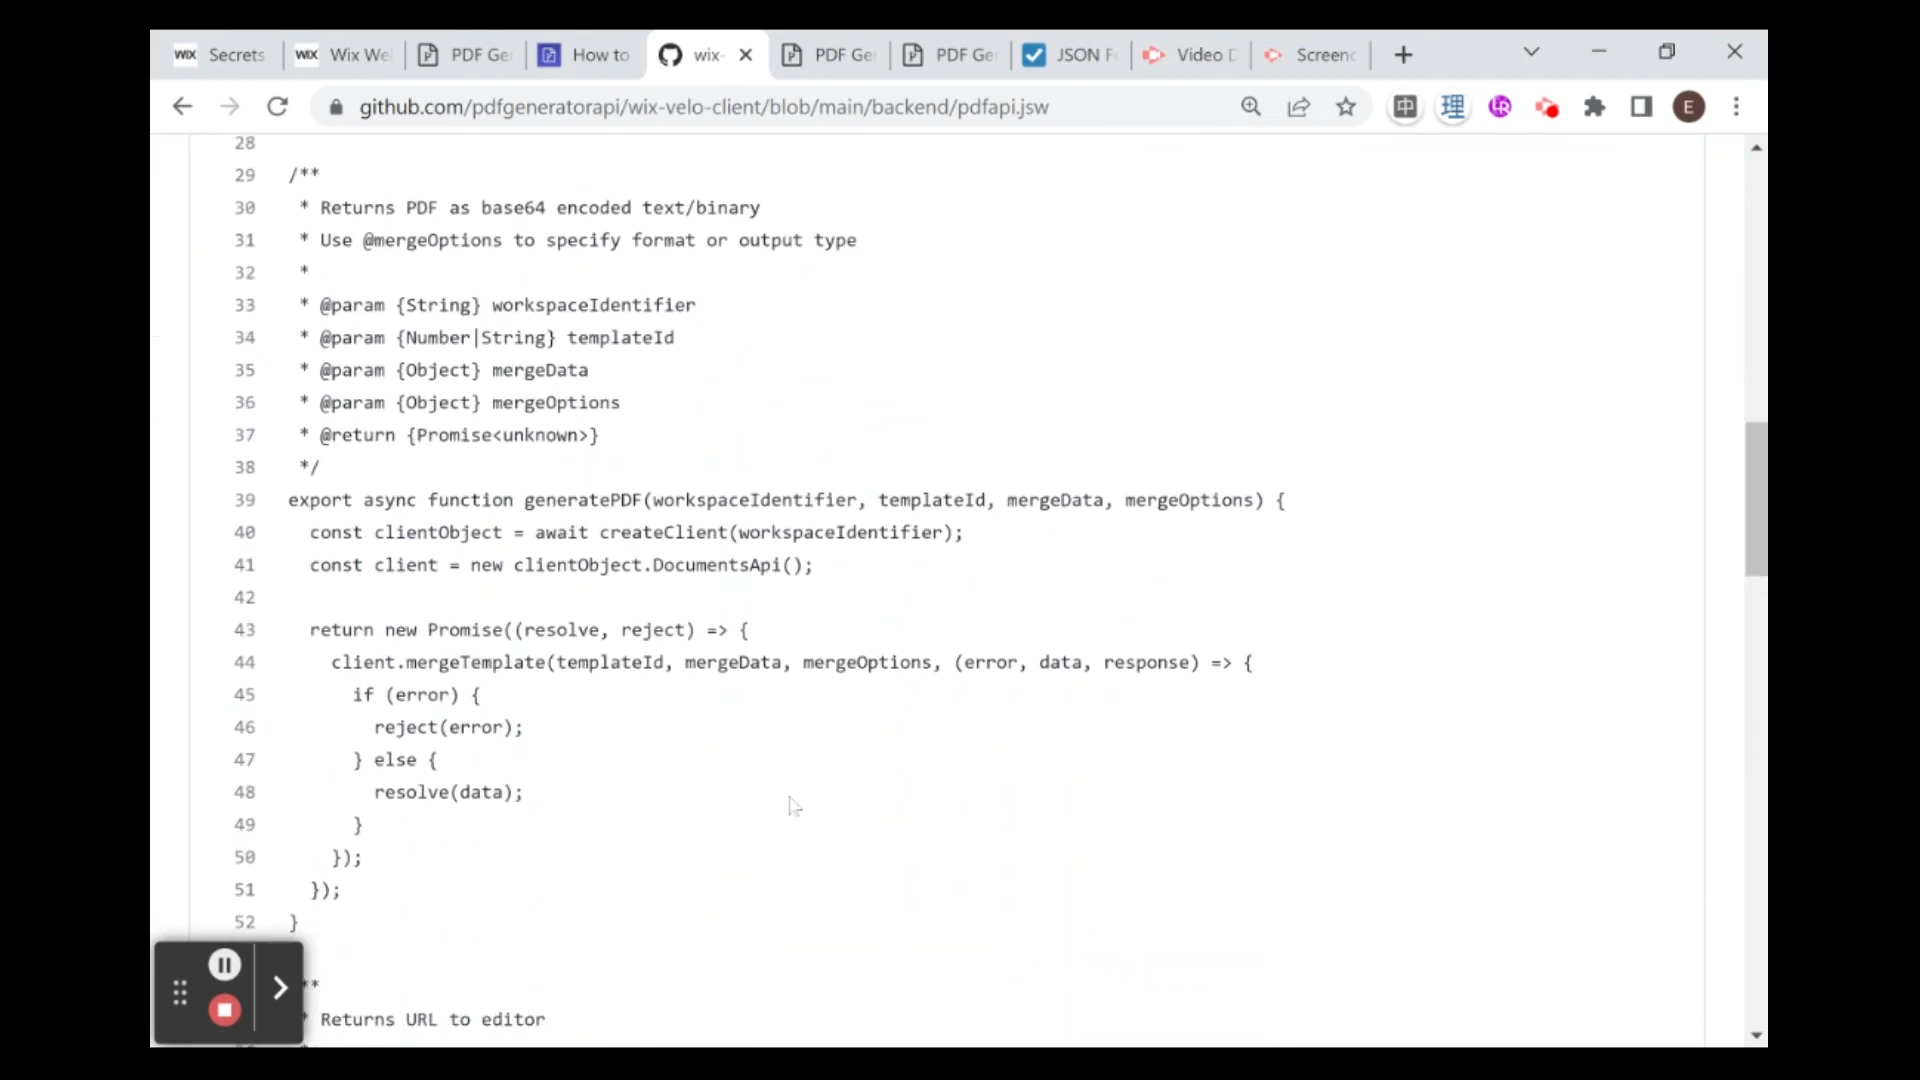 WIX Secrets
WIX Wix We
PDF Ge
How to
wix-
PDF Ge
PDF Ge
JSON F
Video D
Screenc
github.com/pdfgeneratorapi/wix-velo-client/blob/main/backend/pdfapi.jsw
中
理
E
28
29 /**
30 * Returns PDF as base64 encoded text/binary
31 * Use @mergeOptions to specify format or output type
32 *
33 * @param {String} workspaceIdentifier
34 * @param {Number|String} templateId
35 * @param {Object} mergeData
36 * @param {Object} mergeOptions
37 * @return {Promise<unknown>}
38 */
39 export async function generatePDF(workspaceIdentifier, templateId, mergeData, mergeOptions) {
40 const clientObject = await createClient(workspaceIdentifier);
41 const client = new clientObject.DocumentsApi();
42
43 return new Promise((resolve, reject) => {
44 client.mergeTemplate(templateId, mergeData, mergeOptions, (error, data, response) => {
45 if (error) {
46 reject(error);
47 } else {
48 resolve(data);
49 }
50 });
51 });
52 }
**
* Returns URL to editor